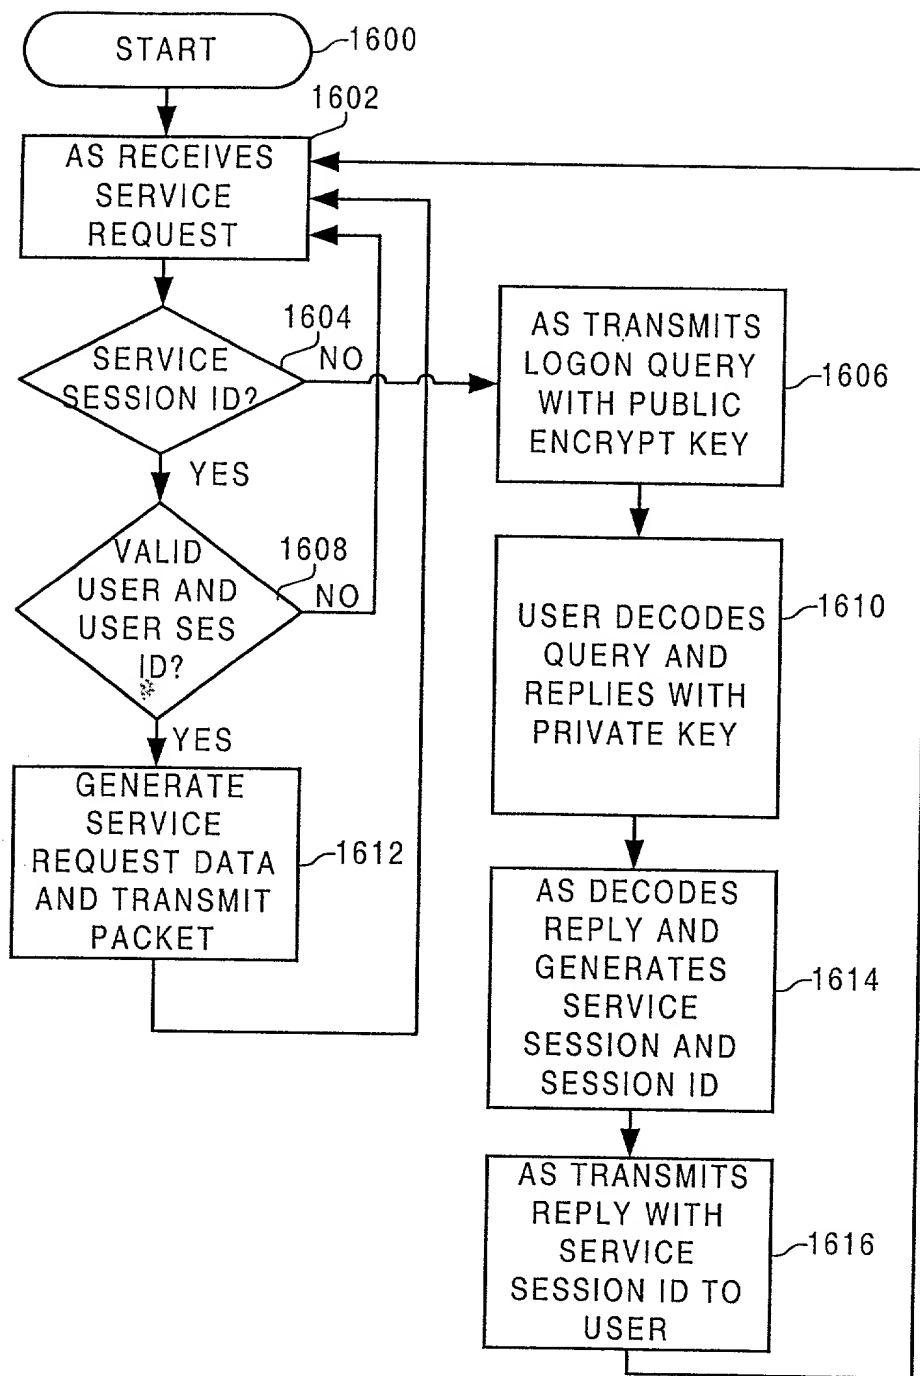 START
1600
1602
AS RECEIVES
SERVICE
REQUEST
1604
SERVICE
SESSION ID?
NO
YES
AS TRANSMITS
LOGON QUERY
WITH PUBLIC
ENCRYPT KEY
1606
1608
VALID
USER AND
USER SES
ID?
NO
YES
USER DECODES
QUERY AND
REPLIES WITH
PRIVATE KEY
1610
GENERATE
SERVICE
REQUEST DATA
AND TRANSMIT
PACKET
1612
AS DECODES
REPLY AND
GENERATES
SERVICE
SESSION AND
SESSION ID
1614
AS TRANSMITS
REPLY WITH
SERVICE
SESSION ID TO
USER
1616